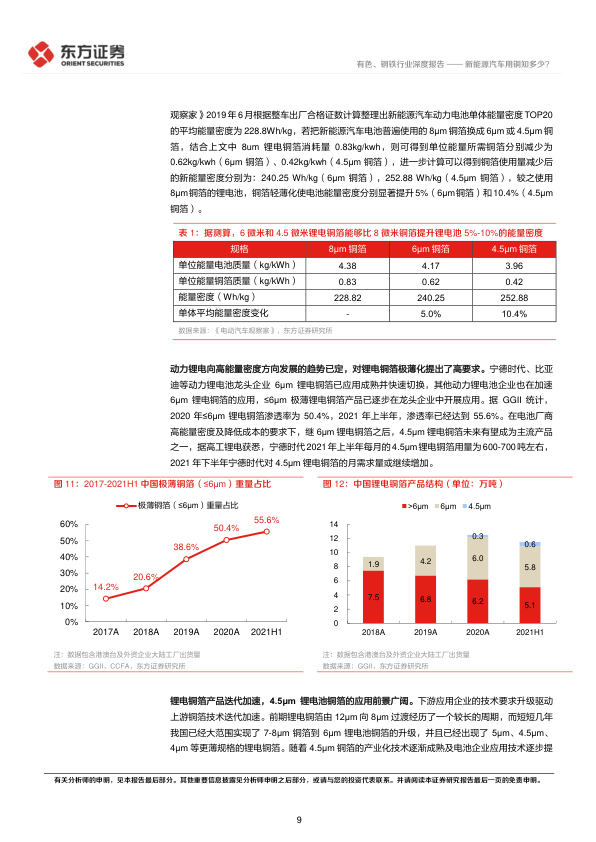 东方证券
ORIENT SECURITIES
有色、钢铁行业深度报告 —— 新能源汽车用铜知多少？
观察家》2019年6月根据整车出厂合格证数计算整理出新能源汽车动力电池单体能量密度TOP20
的平均能量密度为 228.8Wh/kg，若把新能源汽车电池普遍使用的 8μm 铜箔换成 6μm 或 4.5μm 铜
箔，结合上文中 8um 锂电铜箔消耗量 0.83kg/kwh，则可得到单位能量所需铜箔分别减少为
0.62kg/kwh（6μm 铜箔）、0.42kg/kwh（4.5μm 铜箔），进一步计算可以得到铜箔使用量减少后
的新能量密度分别为：240.25 Wh/kg（6μm 铜箔），252.88 Wh/kg（4.5μm 铜箔），较之使用
8μm铜箔的锂电池，铜箔轻薄化使电池能量密度分别显著提升5%（6μm铜箔）和10.4%（4.5μm
铜箔）。
表 1：据测算，6 微米和 4.5 微米锂电铜箔能够比 8 微米铜箔提升锂电池 5%-10%的能量密度
规格 8μm 铜箔 6μm 铜箔 4.5μm 铜箔
单位能量电池质量（kg/kWh） 4.38 4.17 3.96
单位能量铜箔质量（kg/kWh） 0.83 0.62 0.42
能量密度（Wh/kg） 228.82 240.25 252.88
单体平均能量密度变化 - 5.0% 10.4%
数据来源：《电动汽车观察家》，东方证券研究所
动力锂电向高能量密度方向发展的趋势已定，对锂电铜箔极薄化提出了高要求。宁德时代、比亚
迪等动力锂电池龙头企业 6μm 锂电铜箔已应用成熟并快速切换，其他动力锂电池企业也在加速
6μm 锂电铜箔的应用，≤6μm 极薄锂电铜箔产品已逐步在龙头企业中开展应用。据 GGII 统计，
2020 年≤6μm 锂电铜箔渗透率为 50.4%，2021 年上半年，渗透率已经达到 55.6%。在电池厂商
高能量密度及降低成本的要求下，继 6μm 锂电铜箔之后，4.5μm 锂电铜箔未来有望成为主流产品
之一，据高工锂电获悉，宁德时代2021年上半年每月的4.5μm锂电铜箔用量为600-700吨左右，
2021 年下半年宁德时代对 4.5μm 锂电铜箔的月需求量或继续增加。
图 11：2017-2021H1 中国极薄铜箔（≤6μm）重量占比
极薄铜箔（≤6μm）重量占比
60%
50%
40%
30%
20%
10%
0%
14.2%
20.6%
38.6%
50.4%
55.6%
2017A 2018A 2019A 2020A 2021H1
注：数据包含港澳台及外资企业大陆工厂出货量
数据来源：GGII，CCFA，东方证券研究所
图 12：中国锂电铜箔产品结构（单位：万吨）
>6μm 6μm 4.5μm
14
12
10
8
6
4
2
0
1.9
7.5
4.2
6.8
0.3
6.0
6.2
0.6
5.8
5.1
2018A 2019A 2020A 2021H1
注：数据包含港澳台及外资企业大陆工厂出货量
数据来源：GGII，东方证券研究所
锂电铜箔产品迭代加速，4.5μm 锂电池铜箔的应用前景广阔。下游应用企业的技术要求升级驱动
上游铜箔技术迭代加速。前期锂电铜箔由 12μm 向 8μm 过渡经历了一个较长的周期，而短短几年
我国已经大范围实现了 7-8μm 铜箔到 6μm 锂电池铜箔的升级，并且已经出现了 5μm、4.5μm、
4μm 等更薄规格的锂电铜箔。随着 4.5μm 铜箔的产业化技术逐渐成熟及电池企业应用技术逐步提
有关分析师的申明，见本报告最后部分。其他重要信息披露见分析师申明之后部分，或请与您的投资代表联系。并请阅读本证券研究报告最后一页的免责申明。
9